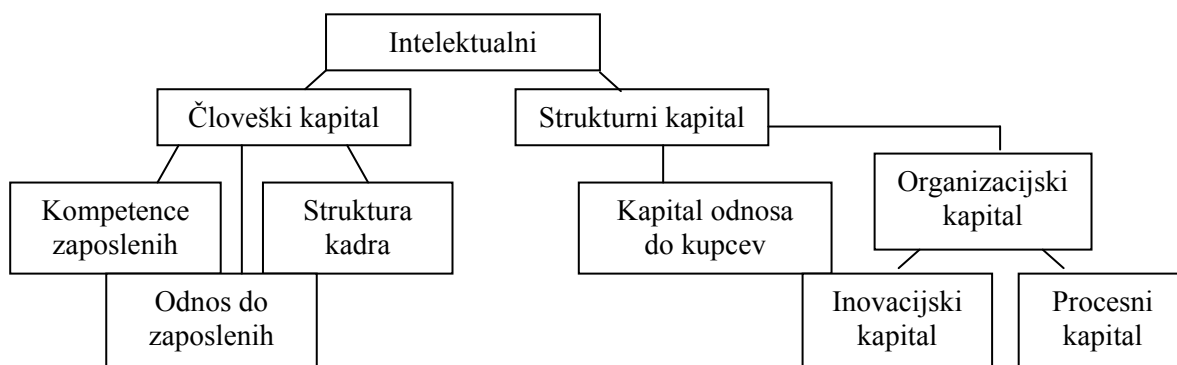 Intelektualni
Človeški kapital
Strukturni kapital
Kompetence
zaposlenih
Struktura
kadra
Kapital odnosa
do kupcev
Organizacijski
kapital
Odnos do
zaposlenih
Inovacijski
kapital
Procesni
kapital